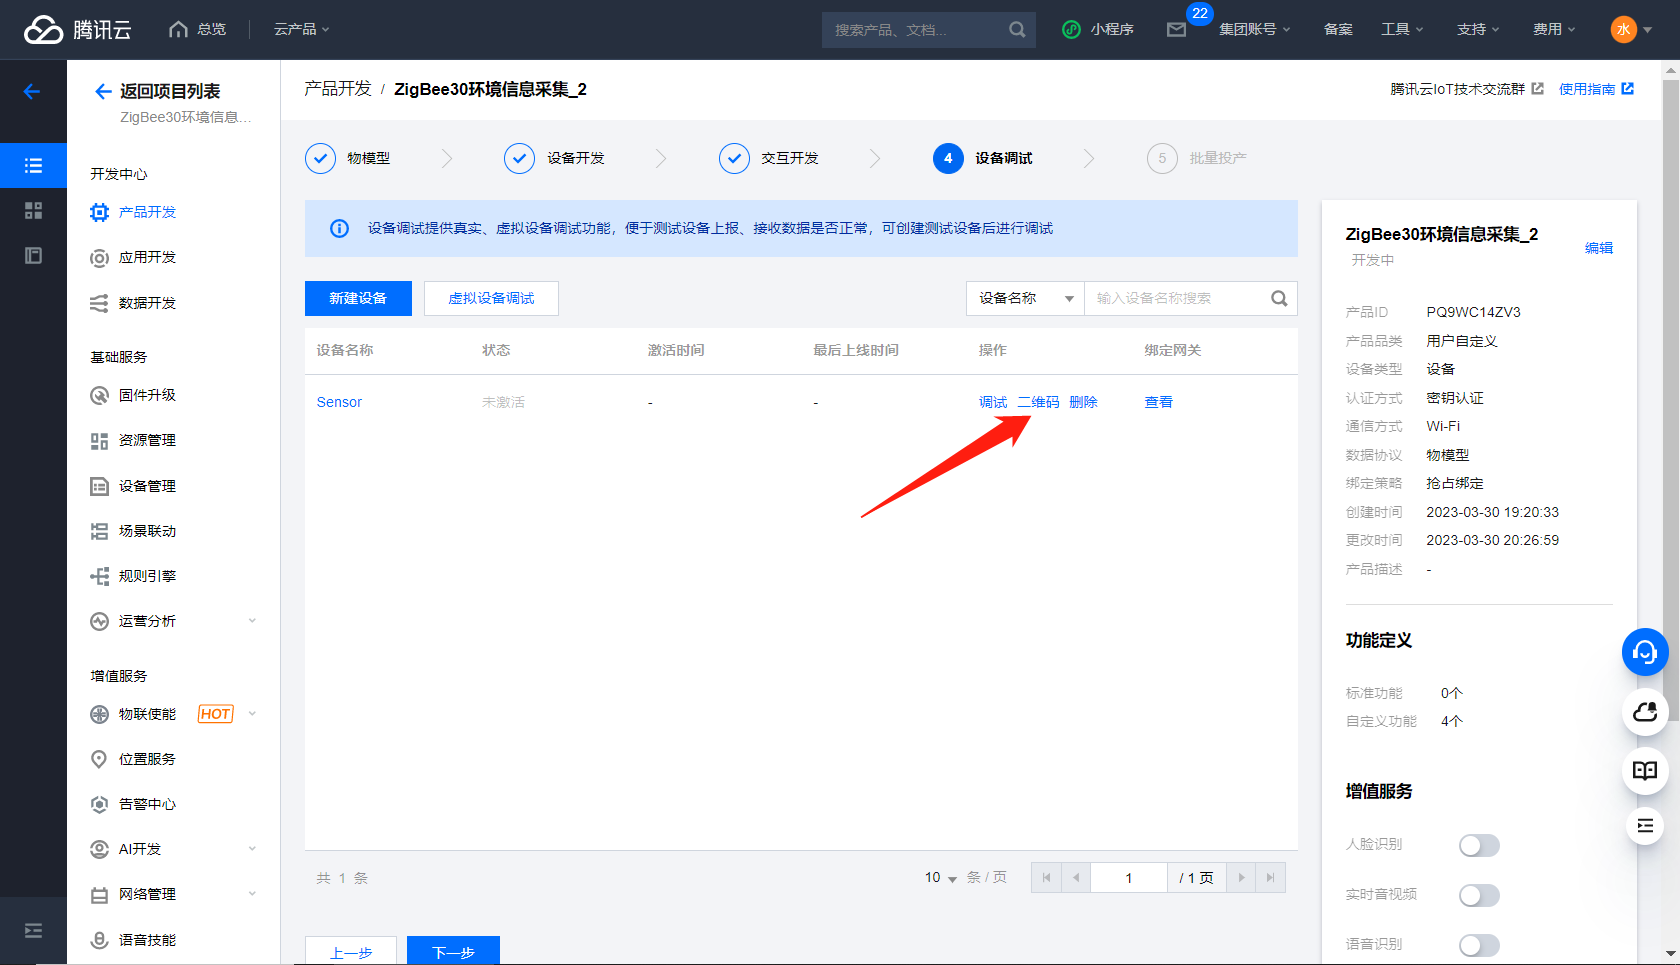 腾讯云 总览 云产品 搜索产品、文档... 小程序 22 集团账号 备案 工具 支持 费用 水
返回项目列表
ZigBee30环境信息...
开发中心
产品开发
应用开发
数据开发
基础服务
固件升级
资源管理
设备管理
场景联动
规则引擎
运营分析
增值服务
物联使能 HOT
位置服务
告警中心
AI开发
网络管理
语音技能
产品开发 / ZigBee30环境信息采集_2
腾讯云IoT技术交流群 使用指南
物模型 设备开发 交互开发 4 设备调试 5 批量投产
设备调试提供真实、虚拟设备调试功能，便于测试设备上报、接收数据是否正常，可创建测试设备后进行调试
新建设备 虚拟设备调试 设备名称 输入设备名称搜索
设备名称 状态 激活时间 最后上线时间 操作 绑定网关
Sensor 未激活 - - 调试 二维码 删除 查看
共 1 条 10 条 / 页 1 / 1 页
上一步 下一步
ZigBee30环境信息采集_2
编辑
开发中
产品ID PQ9WC14ZV3
产品品类 用户自定义
设备类型 设备
认证方式 密钥认证
通信方式 Wi-Fi
数据协议 物模型
绑定策略 抢占绑定
创建时间 2023-03-30 19:20:33
更改时间 2023-03-30 20:26:59
产品描述 -
功能定义
标准功能 0个
自定义功能 4个
增值服务
人脸识别
实时音视频
语音识别